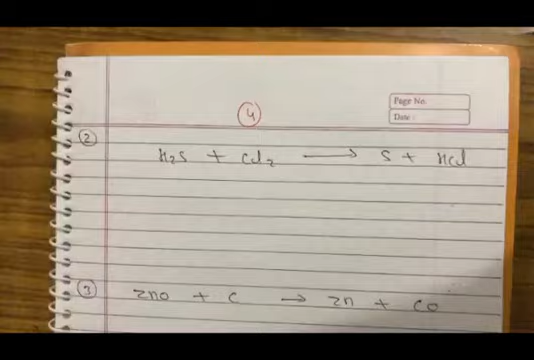 4
Page No.
Date :
2
H2S + Cl2 ⟶ S + HCl
3
ZnO + C → Zn + CO